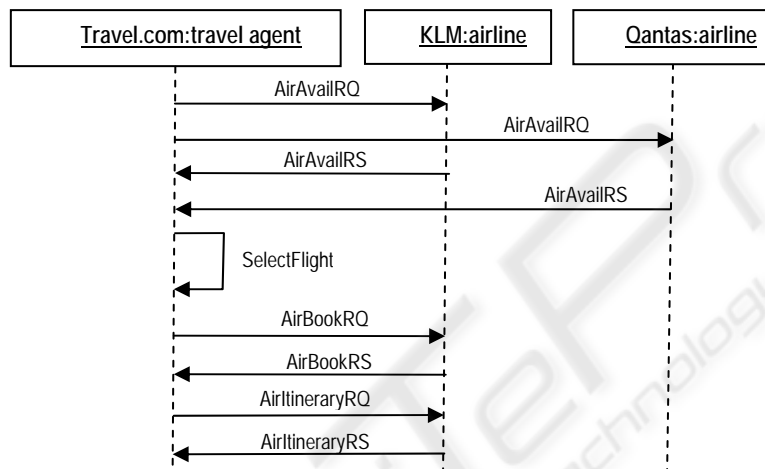 Travel.com:travel agent
KLM:airline
Qantas:airline
AirAvailRQ
AirAvailRQ
AirAvailRS
AirAvailRS
SelectFlight
AirBookRQ
AirBookRS
AirItineraryRQ
AirItineraryRS